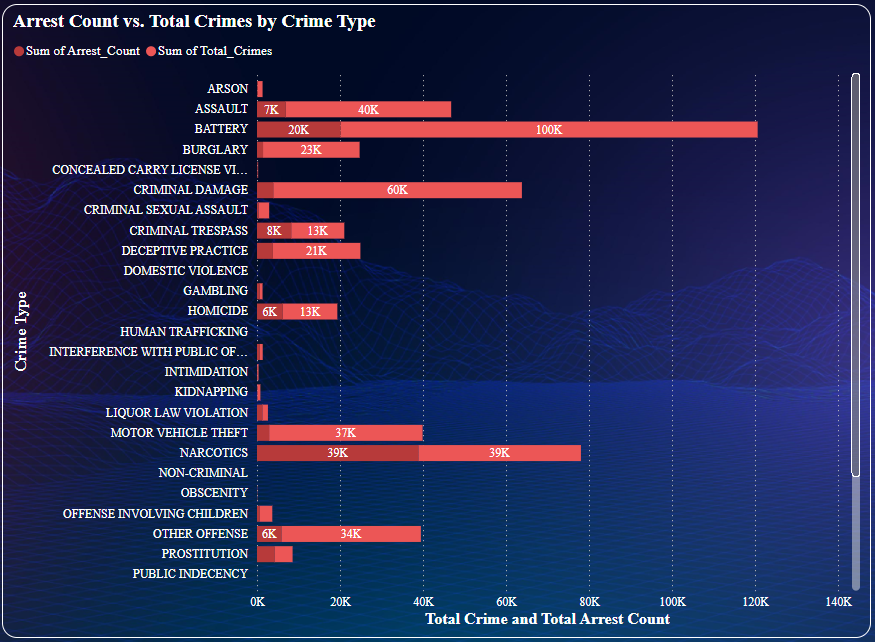 Arrest Count vs. Total Crimes by Crime Type
Sum of Arrest_Count Sum of Total_Crimes
Crime Type
ARSON
ASSAULT 7K 40K
BATTERY 20K 100K
BURGLARY 23K
CONCEALED CARRY LICENSE VI...
CRIMINAL DAMAGE 60K
CRIMINAL SEXUAL ASSAULT
CRIMINAL TRESPASS 8K 13K
DECEPTIVE PRACTICE 21K
DOMESTIC VIOLENCE
GAMBLING
HOMICIDE 6K 13K
HUMAN TRAFFICKING
INTERFERENCE WITH PUBLIC OF...
INTIMIDATION
KIDNAPPING
LIQUOR LAW VIOLATION
MOTOR VEHICLE THEFT 37K
NARCOTICS 39K 39K
NON-CRIMINAL
OBSCENITY
OFFENSE INVOLVING CHILDREN
OTHER OFFENSE 6K 34K
PROSTITUTION
PUBLIC INDECENCY
0K 20K 40K 60K 80K 100K 120K 140K
Total Crime and Total Arrest Count